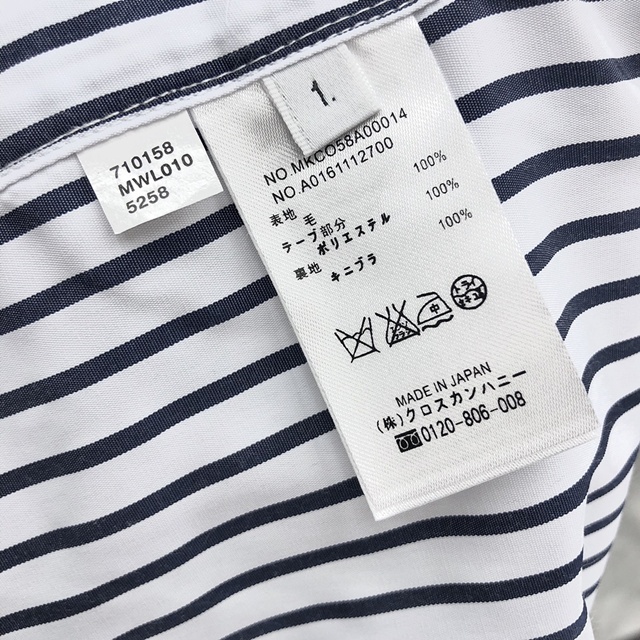 1.
710158
MWL010
5258
NO.MKCO58A00014
NO.A0161112700
表地 毛 100%
テープ部分
ポリエステル 100%
裏地 キニプラ 100%
MADE IN JAPAN
(株)クロスカンハニー
0120-806-008